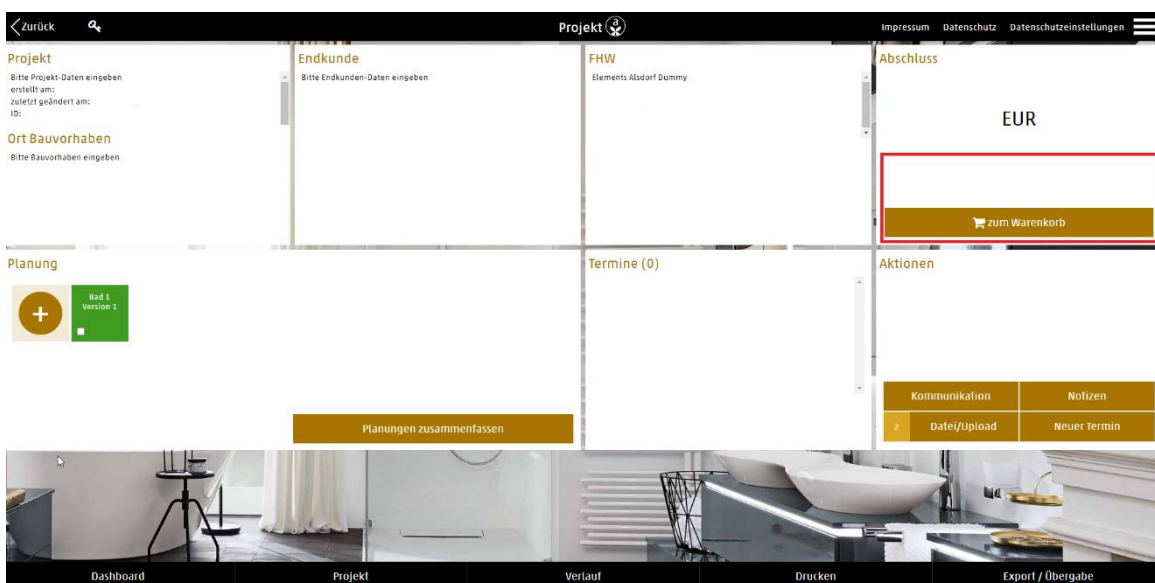 Zurück
Projekt
Impressum Datenschutz Datenschutzeinstellungen
Projekt
Bitte Projekt-Daten eingeben
erstellt am:
zuletzt geändert am:
ID:
Ort Bauvorhaben
Bitte Bauvorhaben eingeben
Endkunde
Bitte Endkunden-Daten eingeben
FHW
Elements Alsdorf Dummy
Abschluss
EUR
zum Warenkorb
Planung
+
Bad 1
Version 1
Planungen zusammenfassen
Termine (0)
Aktionen
Kommunikation Notizen
2 Datei/Upload Neuer Termin
Dashboard Projekt Verlauf Drucken Export / Übergabe